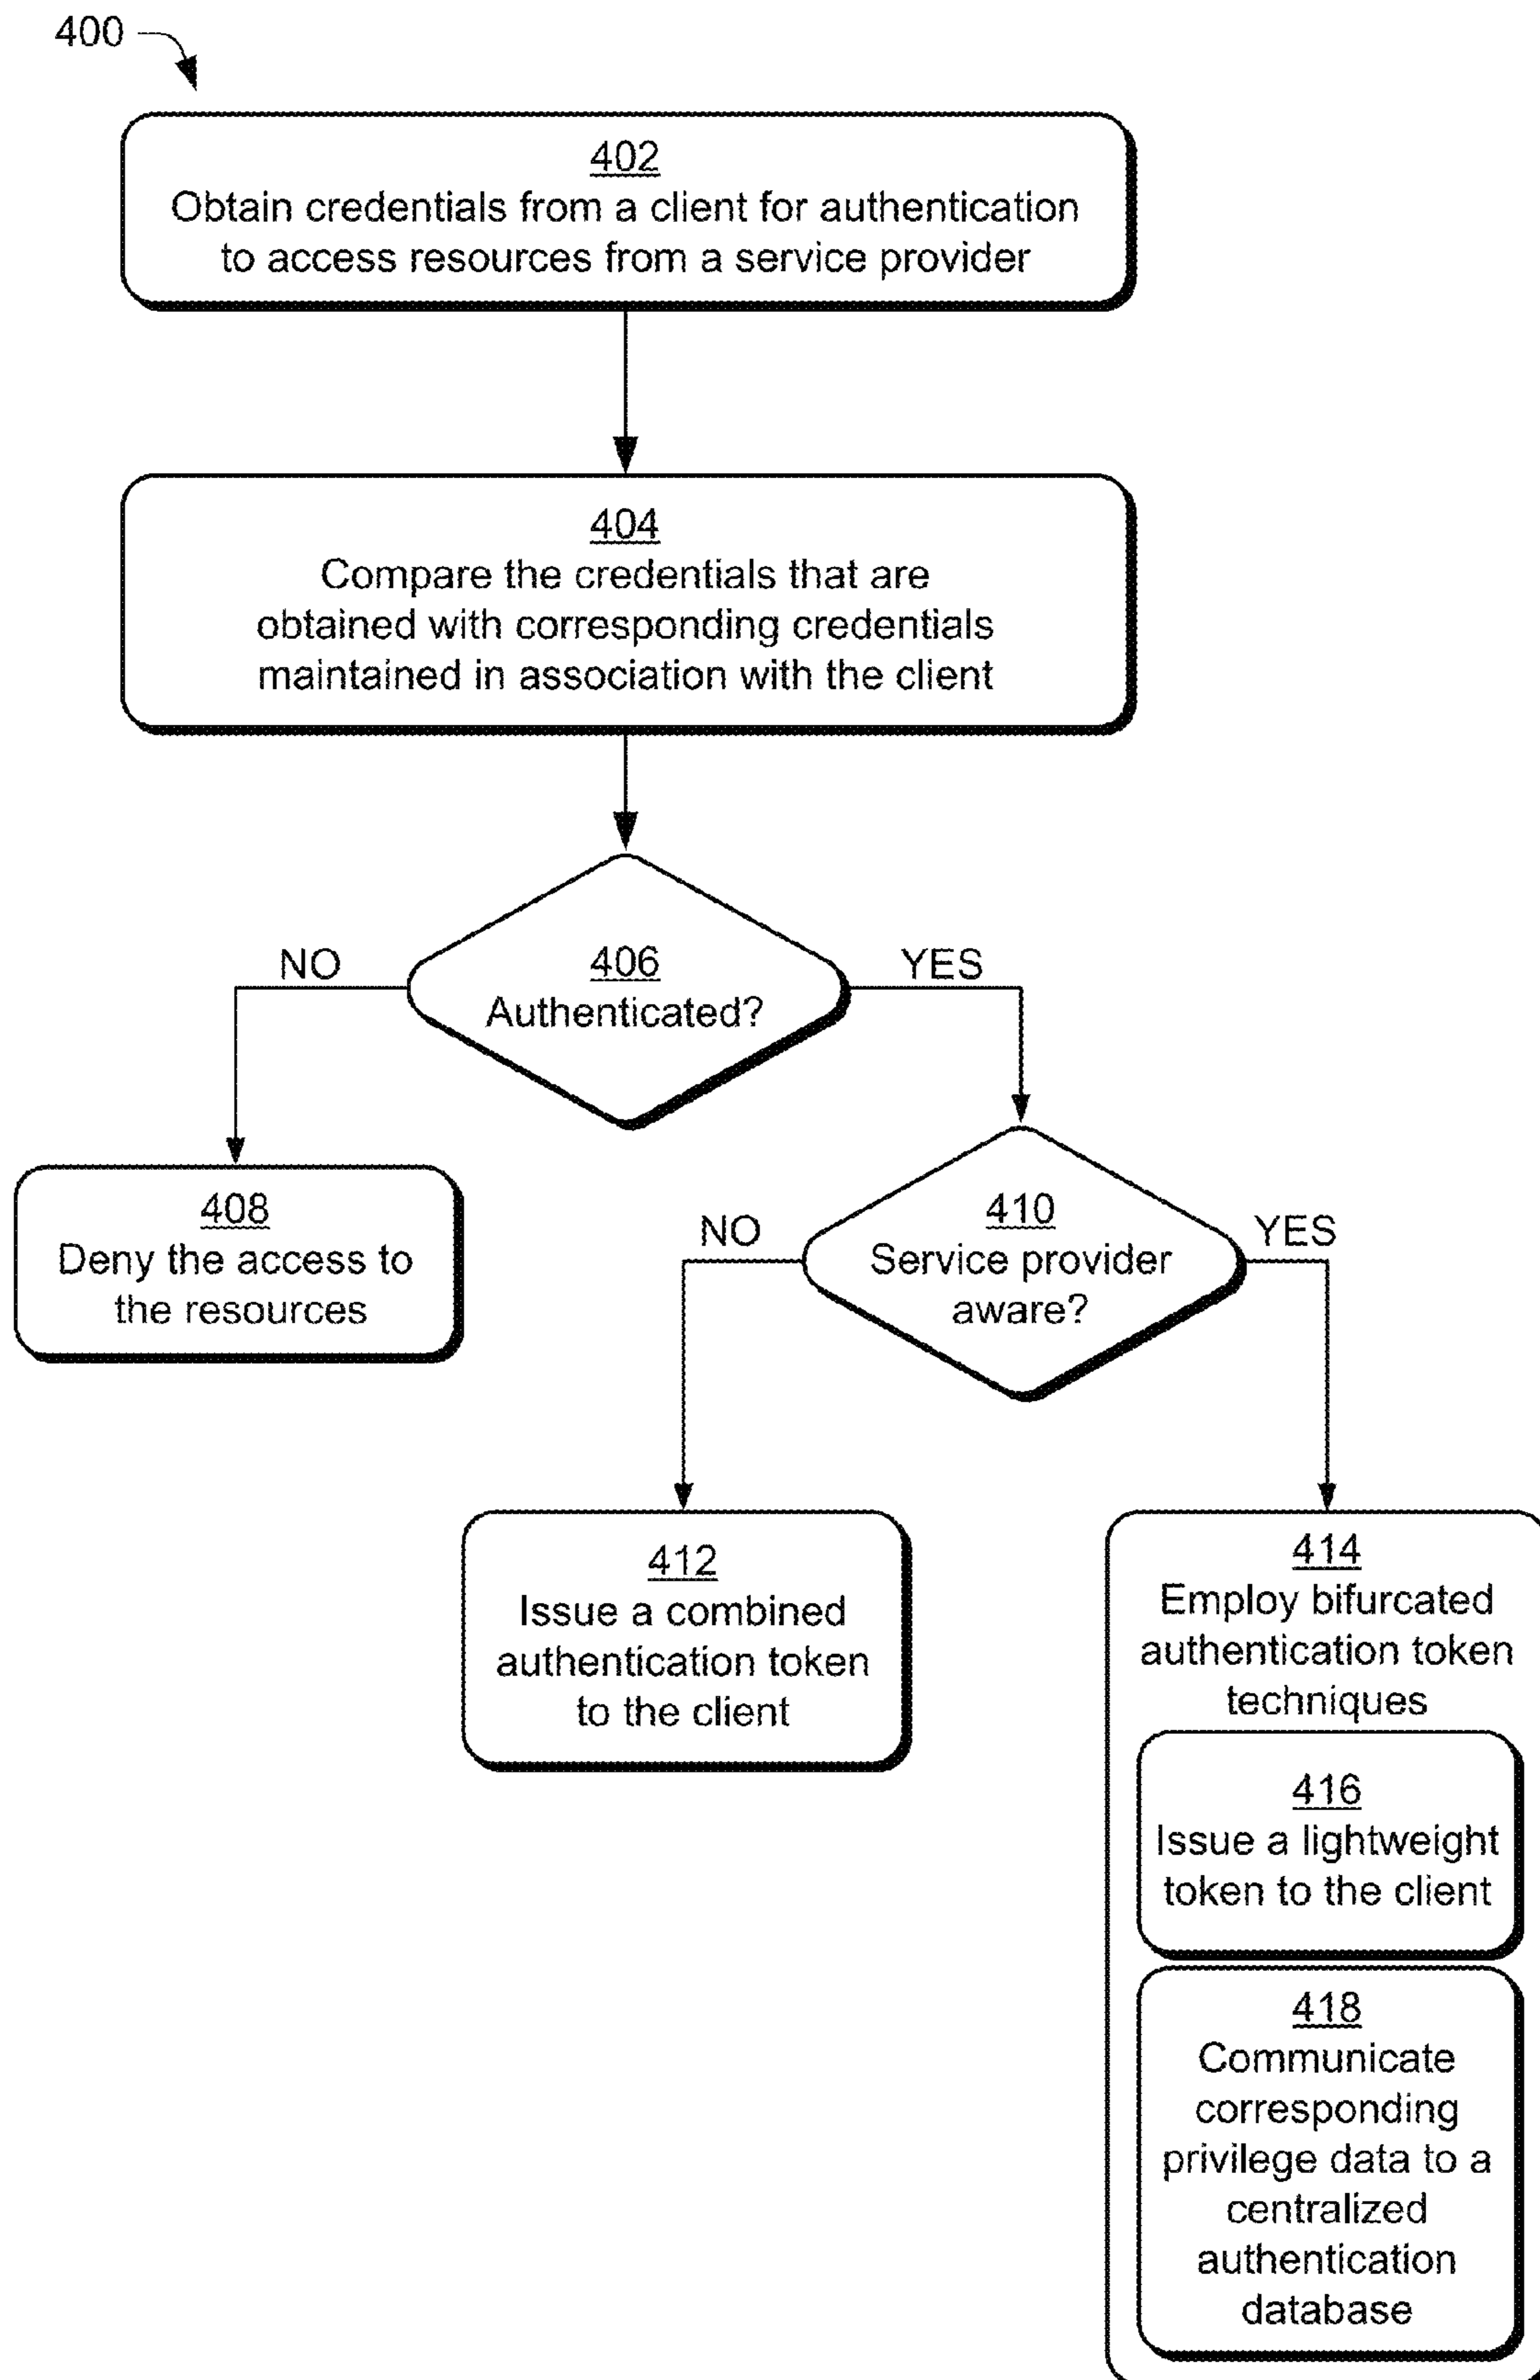 400
402
Obtain credentials from a client for authentication
to access resources from a service provider
404
Compare the credentials that are
obtained with corresponding credentials
maintained in association with the client
NO
406
YES
Authenticated?
408
Deny the access to
the resources
NO
410
YES
Service provider
aware?
412
Issue a combined
authentication token
to the client
414
Employ bifurcated
authentication token
techniques
416
Issue a lightweight
token to the client
418
Communicate
corresponding
privilege data to a
centralized
authentication
database